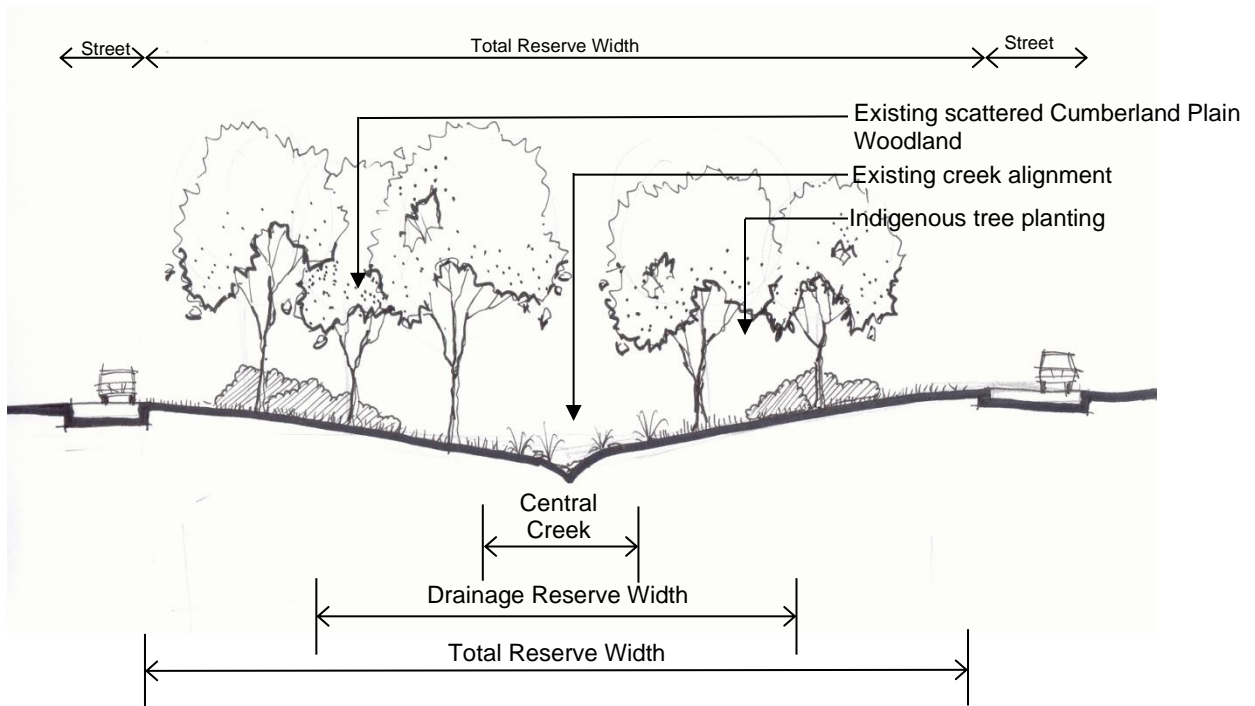 Street
Total Reserve Width
Street
Existing scattered Cumberland Plain
Woodland
Existing creek alignment
Indigenous tree planting
Central
Creek
Drainage Reserve Width
Total Reserve Width